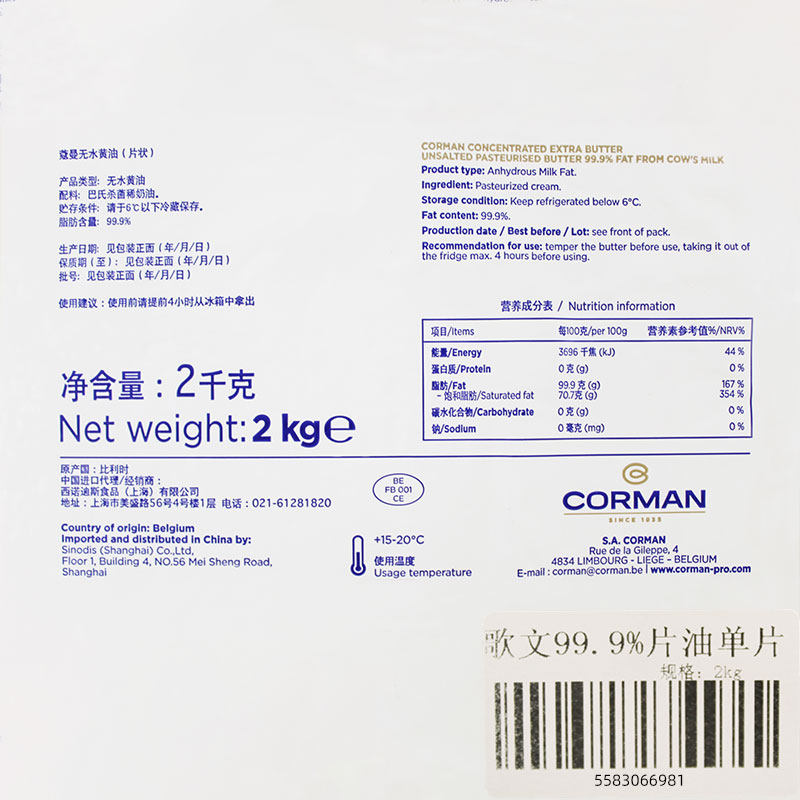 蔻曼无水黄油（片状）
产品类型: 无水黄油
配料: 巴氏杀菌稀奶油。
贮存条件: 请于6℃以下冷藏保存。
脂肪含量: 99.9%
生产日期: 见包装正面（年/月/日）
保质期（至）: 见包装正面（年/月/日）
批号: 见包装正面（年/月/日）
使用建议：使用前请提前4小时从冰箱中拿出
净含量：2千克
Net weight: 2 kg e
CORMAN CONCENTRATED EXTRA BUTTER
UNSALTED PASTEURISED BUTTER 99.9% FAT FROM COW'S MILK
Product type: Anhydrous Milk Fat.
Ingredient: Pasteurized cream.
Storage condition: Keep refrigerated below 6°C.
Fat content: 99.9%.
Production date / Best before / Lot: see front of pack.
Recommendation for use: temper the butter before use, taking it out of
the fridge max. 4 hours before using.
营养成分表 / Nutrition information
项目/Items 每100克/per 100g 营养素参考值%/NRV%
能量/Energy 3696 千焦 (kJ) 44 %
蛋白质/Protein 0 克 (g) 0 %
脂肪/Fat 99.9 克 (g) 167 %
- 饱和脂肪/Saturated fat 70.7克 (g) 354 %
碳水化合物/Carbohydrate 0 克 (g) 0 %
钠/Sodium 0 毫克 (mg) 0 %
原产国：比利时
中国进口代理/经销商：
西诺迪斯食品（上海）有限公司
地址：上海市美盛路56号4号楼1层 电话：021-61281820
Country of origin: Belgium
Imported and distributed in China by:
Sinodis (Shanghai) Co.,Ltd,
Floor 1, Building 4, NO.56 Mei Sheng Road,
Shanghai
BE
FB 001
CE
+15-20°C
使用温度
Usage temperature
CORMAN
SINCE 1935
S.A. CORMAN
Rue de la Gileppe, 4
4834 LIMBOURG - LIEGE - BELGIUM
E-mail : corman@corman.be | www.corman-pro.com
歌文99.9%片油单片
规格: 2kg
5583066981